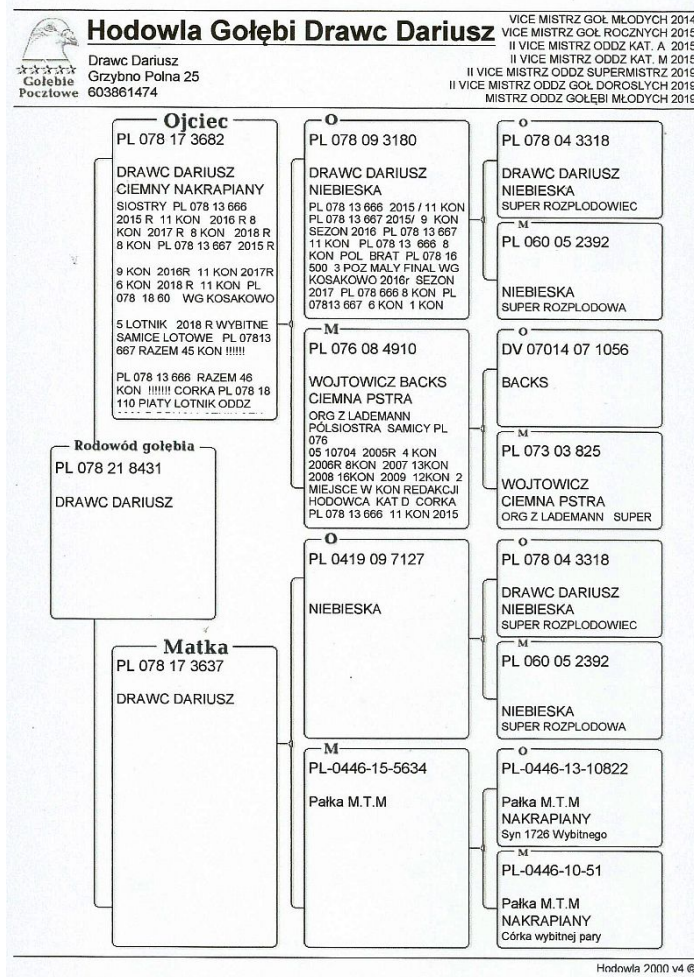 Hodowla Gołębi Drawc Dariusz
Drawc Dariusz
Grzybno Polna 25
603861474
Gołębie
Pocztowe
VICE MISTRZ GOŁ MŁODYCH 2014
VICE MISTRZ GOŁ ROCZNYCH 2015
II VICE MISTRZ ODDZ KAT. A 2015
II VICE MISTRZ ODDZ KAT. M 2015
II VICE MISTRZ ODDZ SUPERMISTRZ 2019
II VICE MISTRZ ODDZ GOŁ DOROSLYCH 2019
MISTRZ ODDZ GOŁĘBI MŁODYCH 2019
Rodowód gołębia
PL 078 21 8431
DRAWC DARIUSZ
Ojciec
PL 078 17 3682
DRAWC DARIUSZ
CIEMNY NAKRAPIANY
SIOSTRY PL 078 13 666
2015 R 11 KON 2016 R 8
KON 2017 R 8 KON 2018 R
8 KON PL 078 13 667 2015 R
9 KON 2016R 11 KON 2017R
6 KON 2018 R 11 KON PL
078 18 60 WG KOSAKOWO
5 LOTNIK 2018 R WYBITNE
SAMICE LOTOWE PL 07813
667 RAZEM 45 KON !!!!!!
PL 078 13 666 RAZEM 46
KON !!!!!!! CORKA PL 078 18
110 PIATY LOTNIK ODDZ
Matka
PL 078 17 3637
DRAWC DARIUSZ
O
PL 078 09 3180
DRAWC DARIUSZ
NIEBIESKA
PL 078 13 666 2015 / 11 KON
PL 078 13 667 2015/ 9 KON
SEZON 2016 PL 078 13 667
11 KON PL 078 13 666 8
KON POL BRAT PL 078 16
500 3 POZ MALY FINAL WG
KOSAKOWO 2016r SEZON
2017 PL 078 666 8 KON PL
07813 667 6 KON 1 KON
M
PL 076 08 4910
WOJTOWICZ BACKS
CIEMNA PSTRA
ORG Z LADEMANN
PÓLSIOSTRA SAMICY PL
076
05 10704 2005R 4 KON
2006R 8KON 2007 13KON
2008 16KON 2009 12KON 2
MIEJSCE W KON REDAKCJI
HODOWCA KAT D CORKA
PL 078 13 666 11 KON 2015
O
PL 0419 09 7127
NIEBIESKA
M
PL-0446-15-5634
Pałka M.T.M
O
PL 078 04 3318
DRAWC DARIUSZ
NIEBIESKA
SUPER ROZPLODOWIEC
M
PL 060 05 2392
NIEBIESKA
SUPER ROZPLODOWA
O
DV 07014 07 1056
BACKS
M
PL 073 03 825
WOJTOWICZ
CIEMNA PSTRA
ORG Z LADEMANN SUPER
O
PL 078 04 3318
DRAWC DARIUSZ
NIEBIESKA
SUPER ROZPLODOWIEC
M
PL 060 05 2392
NIEBIESKA
SUPER ROZPLODOWA
O
PL-0446-13-10822
Pałka M.T.M
NAKRAPIANY
Syn 1726 Wybitnego
M
PL-0446-10-51
Pałka M.T.M
NAKRAPIANY
Córka wybitnej pary
Hodowla 2000 v4 ©